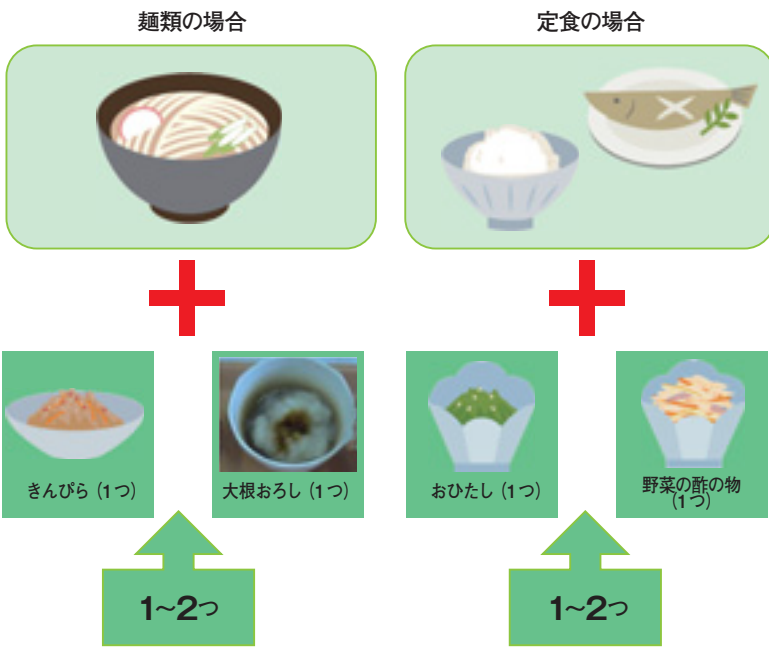 麺類の場合
定食の場合
きんぴら（1つ）
大根おろし（1つ）
おひたし（1つ）
野菜の酢の物
（1つ）
1〜2つ
1〜2つ